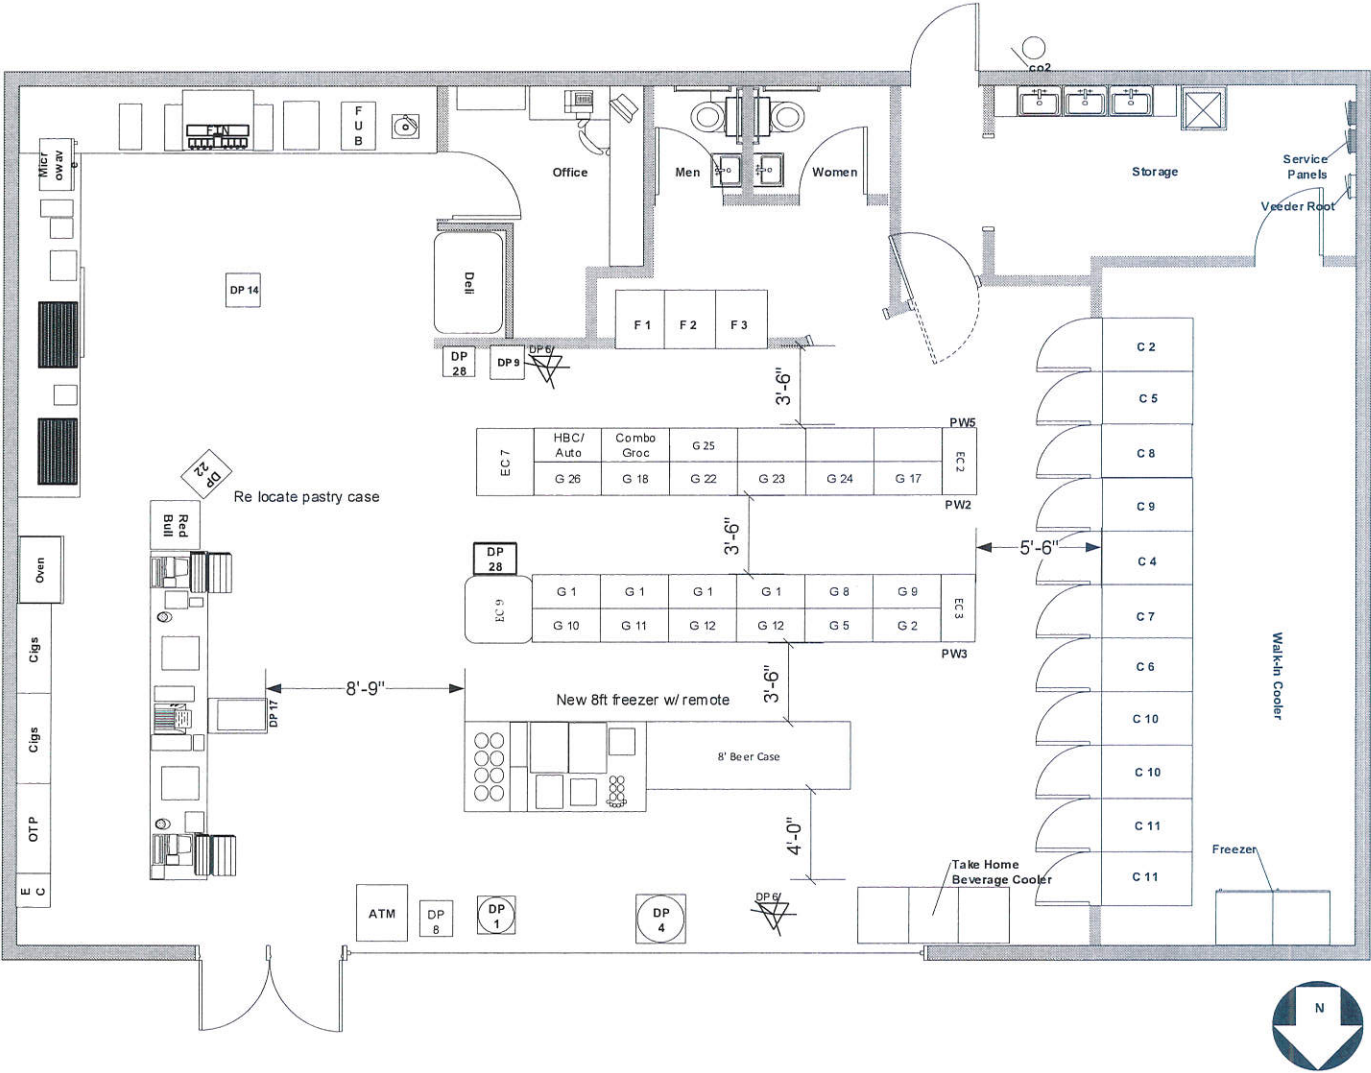 co2
FIN
F
U
B
Micr
owav
e
Office
Men
Women
Storage
Service
Panels
Veeder Root
Deli
DP 14
F 1
F 2
F 3
DP
28
DP 9
DP 6
3'-6"
C 2
C 5
C 8
C 9
C 4
C 7
C 6
C 10
C 10
C 11
C 11
PW5
EC 7
HBC/
Auto
Combo
Groc
G 25
EC 2
G 26
G 18
G 22
G 23
G 24
G 17
PW2
DP
22
Re locate pastry case
Red
Bull
3'-6"
5'-6"
Oven
DP
28
EC 9
G 1
G 1
G 1
G 1
G 8
G 9
EC 3
G 10
G 11
G 12
G 12
G 5
G 2
PW3
Cigs
Cigs
OTP
E
C
8'-9"
DP 17
New 8ft freezer w/ remote
3'-6"
8' Beer Case
Walk-In Cooler
4'-0"
Take Home
Beverage Cooler
Freezer
ATM
DP
8
DP
1
DP
4
DP 6
N